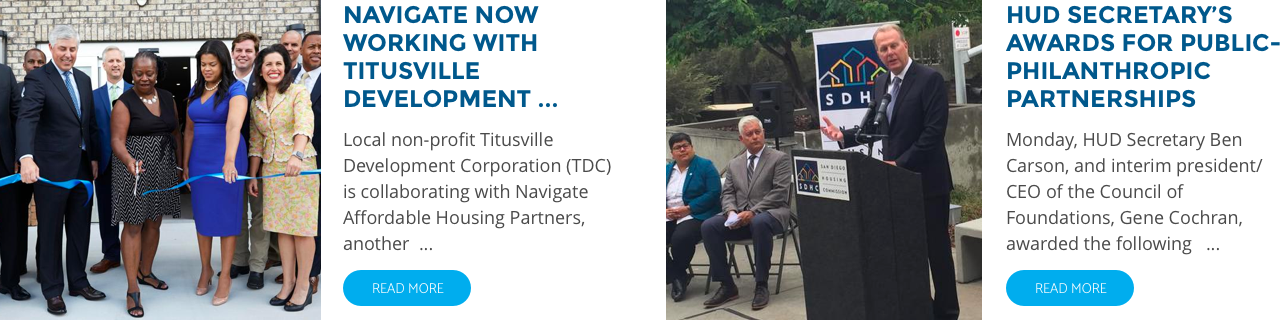 NAVIGATE NOW
WORKING WITH
TITUSVILLE
DEVELOPMENT ...
Local non-profit Titusville
Development Corporation (TDC)
is collaborating with Navigate
Affordable Housing Partners,
another ...
READ MORE
SDHC
SDHC
SAN DIEGO
HOUSING
COMMISSION
HUD SECRETARY’S
AWARDS FOR PUBLIC-
PHILANTHROPIC
PARTNERSHIPS
Monday, HUD Secretary Ben
Carson, and interim president/
CEO of the Council of
Foundations, Gene Cochran,
awarded the following ...
READ MORE